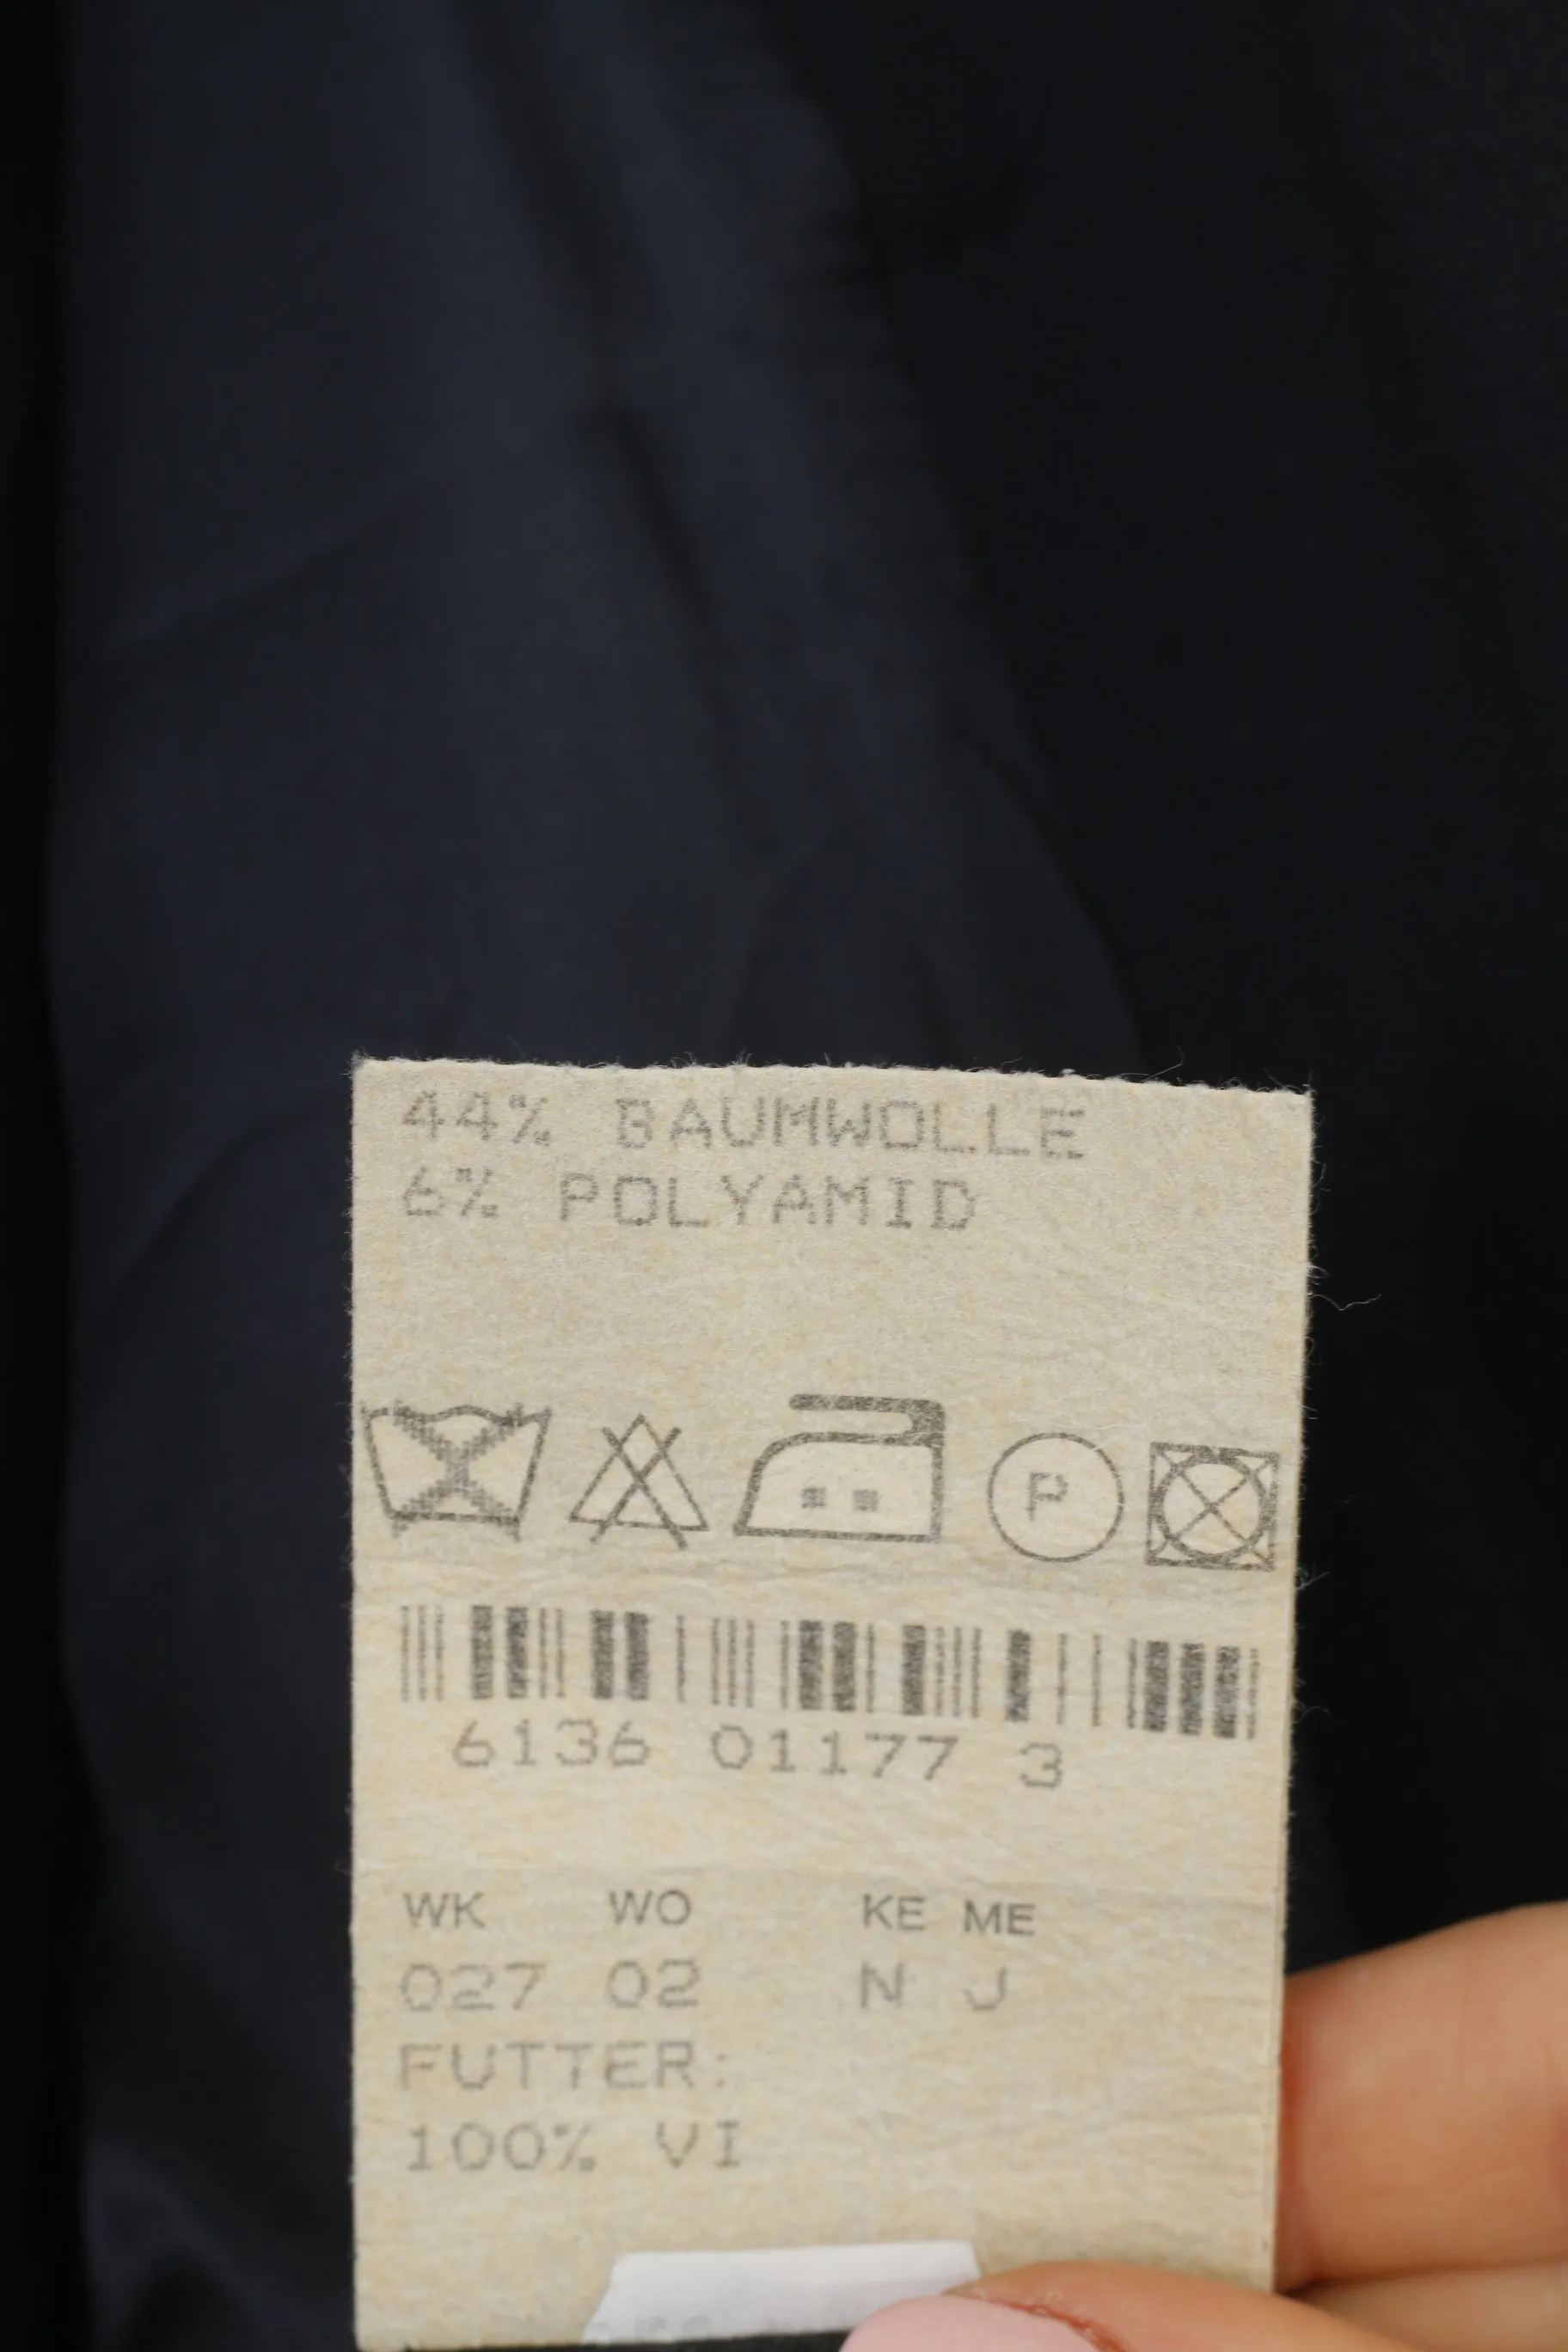 44% BAUMWOLLE
6% POLYAMID
P
6136 01177 3
WK WO KE ME
027 02 N J
FUTTER:
100% VI